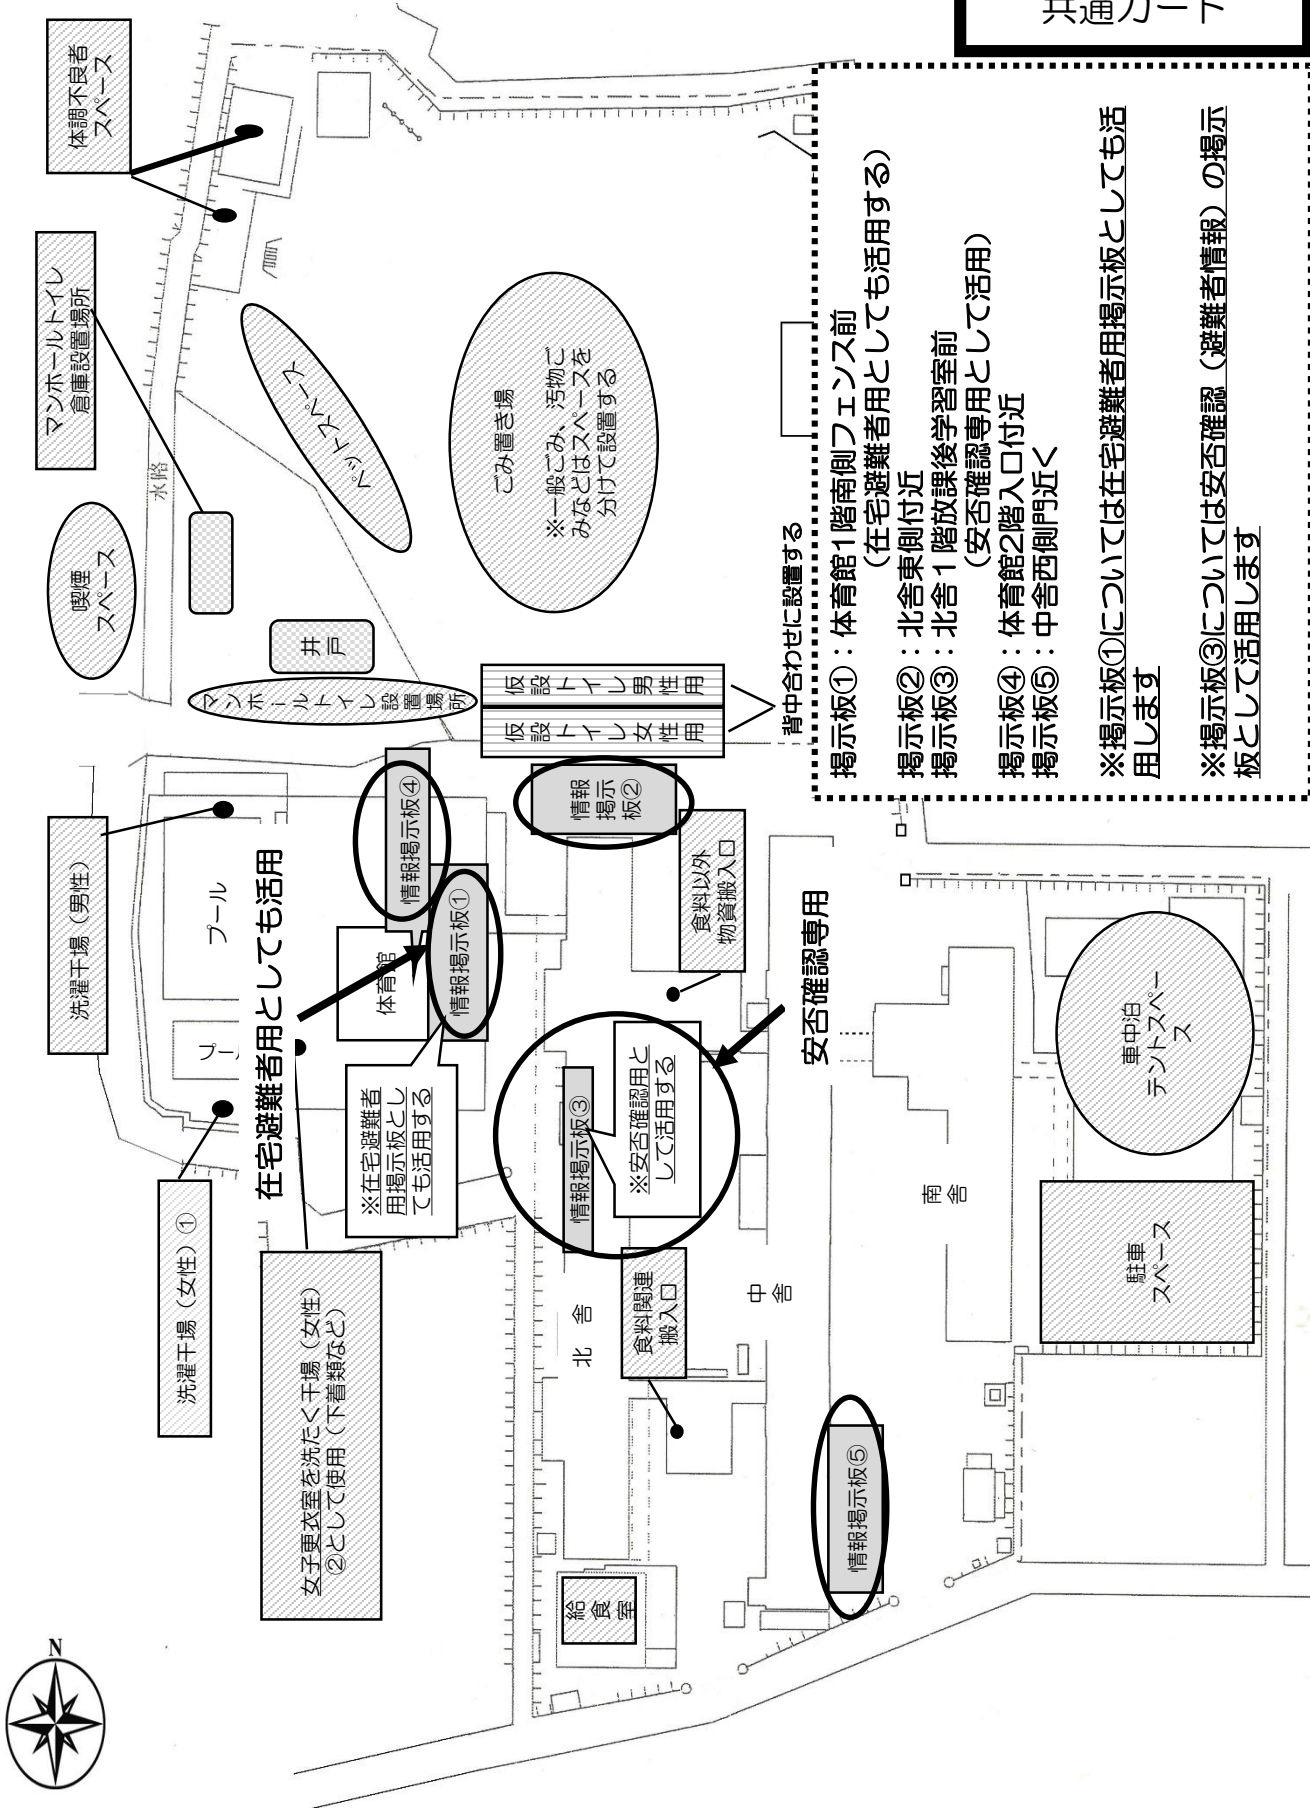 共通カード
体調不良者
スペース
マンホールトイレ
倉庫設置場所
水路
喫煙
スペース
ペットスペース
井戸
マンホールトイレ設置場所
ごみ置き場
※一般ごみ、汚物ご
みなどはスペースを
分けて設置する
仮設トイレ男性用
仮設トイレ女性用
背中合わせに設置する
洗濯干場（男性）
プール
プー
洗濯干場（女性）①
在宅避難者用としても活用
体育館
情報掲示板④
情報掲示板①
※在宅避難者
用掲示板とし
ても活用する
女子更衣室を洗たく干場（女性）
②として使用（下着類など）
情報
掲示
板②
食料以外
物資搬入口
情報掲示板③
※安否確認用と
して活用する
安否確認専用
北舎
食料関連
搬入口
中舎
給食室
情報掲示板⑤
南舎
車中泊
テントスペー
ス
駐車
スペース
N
掲示板①：体育館1階南側フェンス前
（在宅避難者用としても活用する）
掲示板②：北舎東側付近
掲示板③：北舎１階放課後学習室前
（安否確認専用として活用）
掲示板④：体育館2階入口付近
掲示板⑤：中舎西側門近く
※掲示板①については在宅避難者用掲示板としても活
用します
※掲示板③については安否確認（避難者情報）の掲示
板として活用します